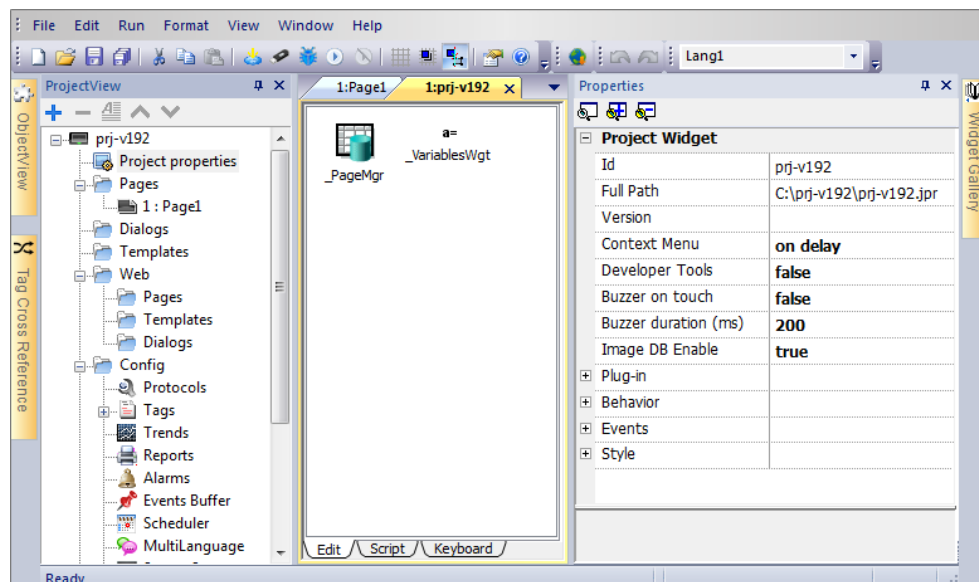 File Edit Run Format View Window Help
Lang1
ObjectView
Tag Cross Reference
ProjectView
prj-v192
Project properties
Pages
1 : Page1
Dialogs
Templates
Web
Pages
Templates
Dialogs
Config
Protocols
Tags
Trends
Reports
Alarms
Events Buffer
Scheduler
MultiLanguage
1:Page1 1:prj-v192
_PageMgr
a=
_VariablesWgt
Edit Script Keyboard
Properties
Project Widget
Id prj-v192
Full Path C:\prj-v192\prj-v192.jpr
Version
Context Menu on delay
Developer Tools false
Buzzer on touch false
Buzzer duration (ms) 200
Image DB Enable true
Plug-in
Behavior
Events
Style
Widget Gallery
Ready